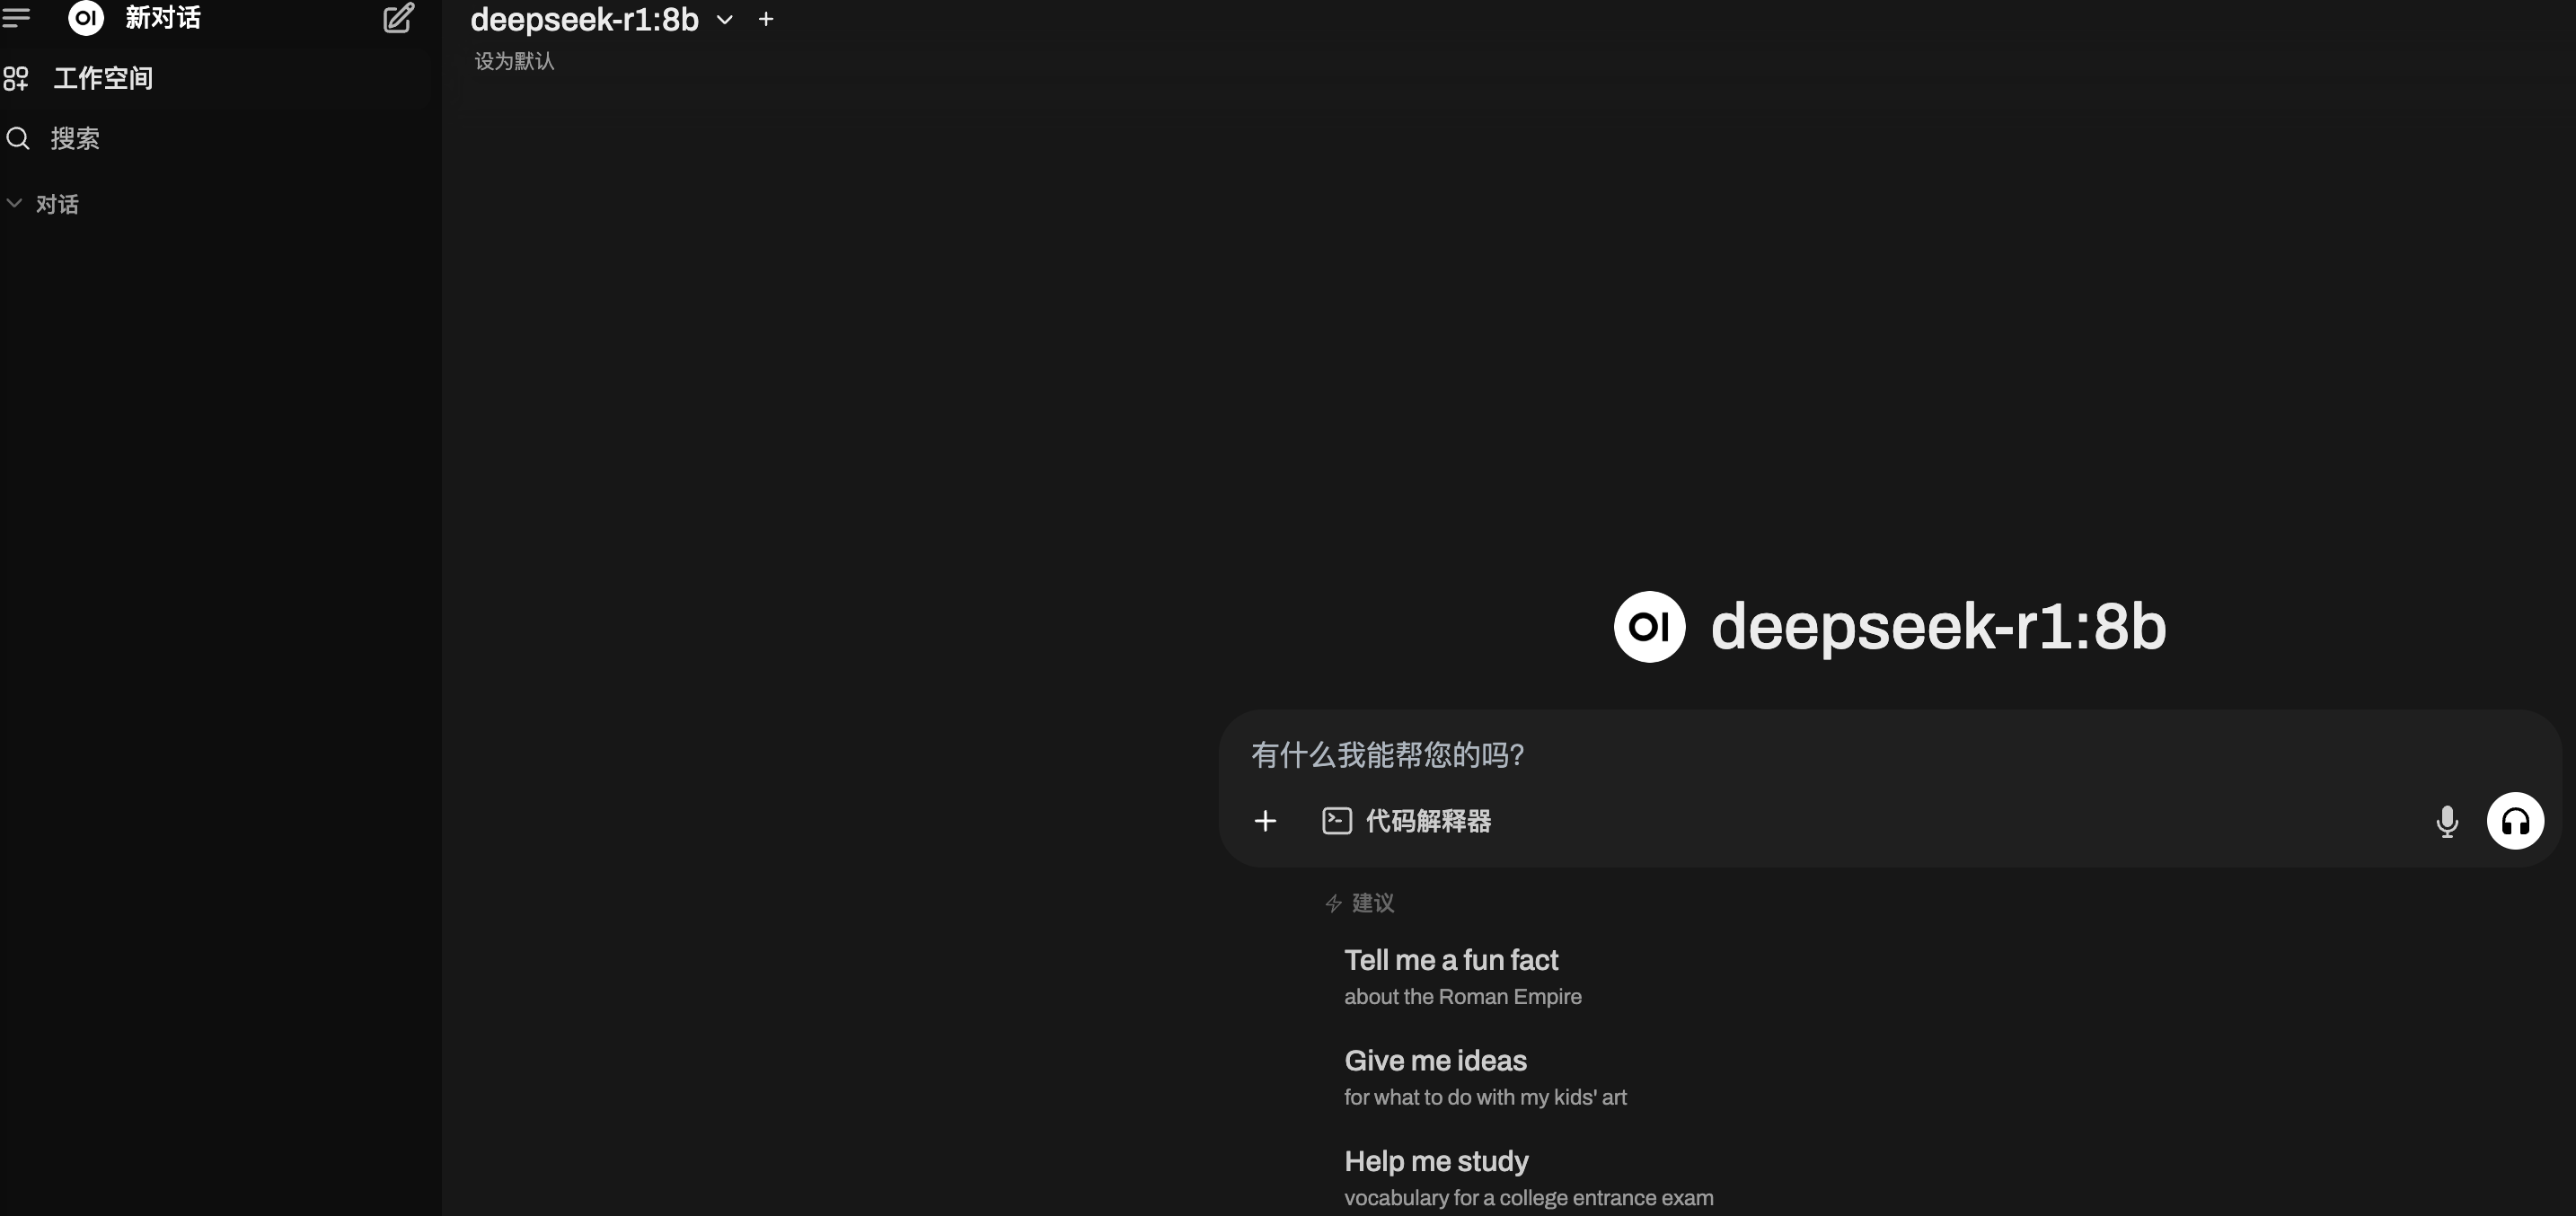 OI 新对话
工作空间
搜索
对话
deepseek-r1:8b
设为默认
OI deepseek-r1:8b
有什么我能帮您的吗?
代码解释器
建议
Tell me a fun fact
about the Roman Empire
Give me ideas
for what to do with my kids' art
Help me study
vocabulary for a college entrance exam